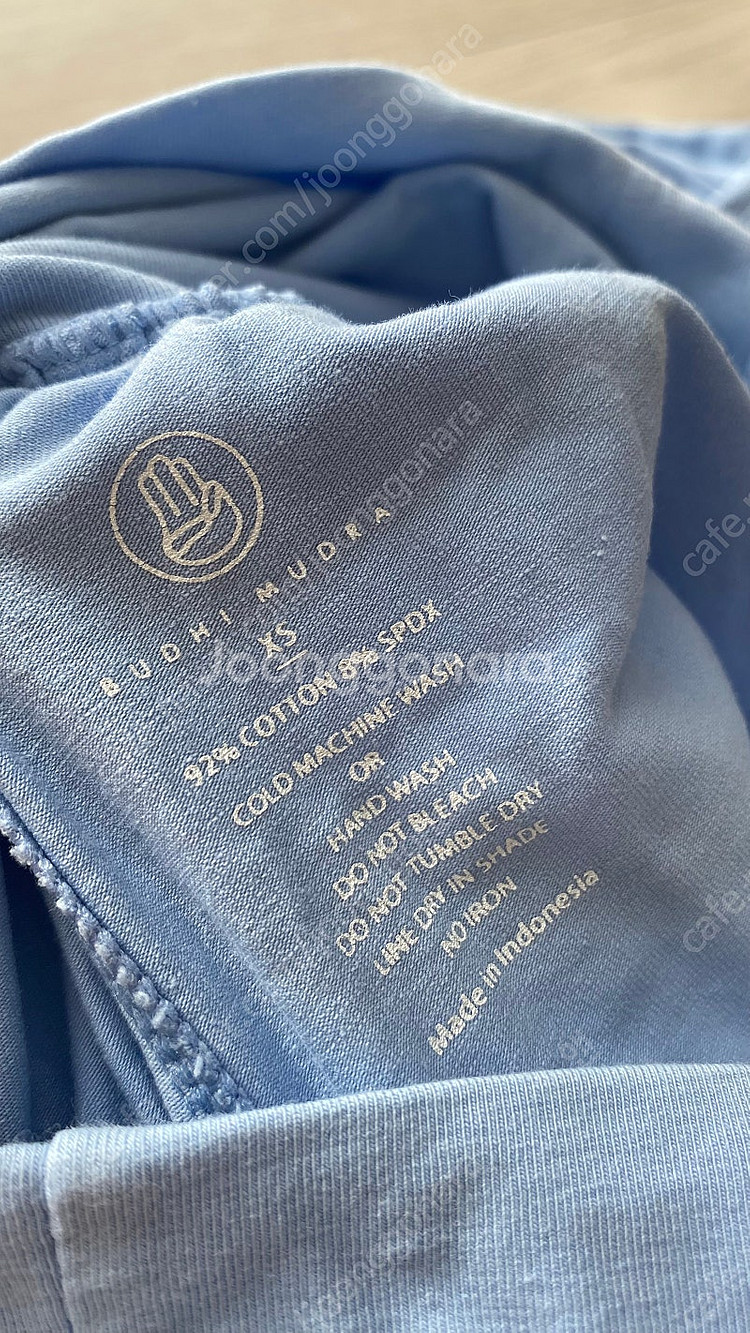 BUDHI MUDRA
XS
92% COTTON 8% SPDX
COLD MACHINE WASH
OR
HAND WASH
DO NOT BLEACH
DO NOT TUMBLE DRY
LINE DRY IN SHADE
NO IRON
Made in Indonesia
Joonggonara